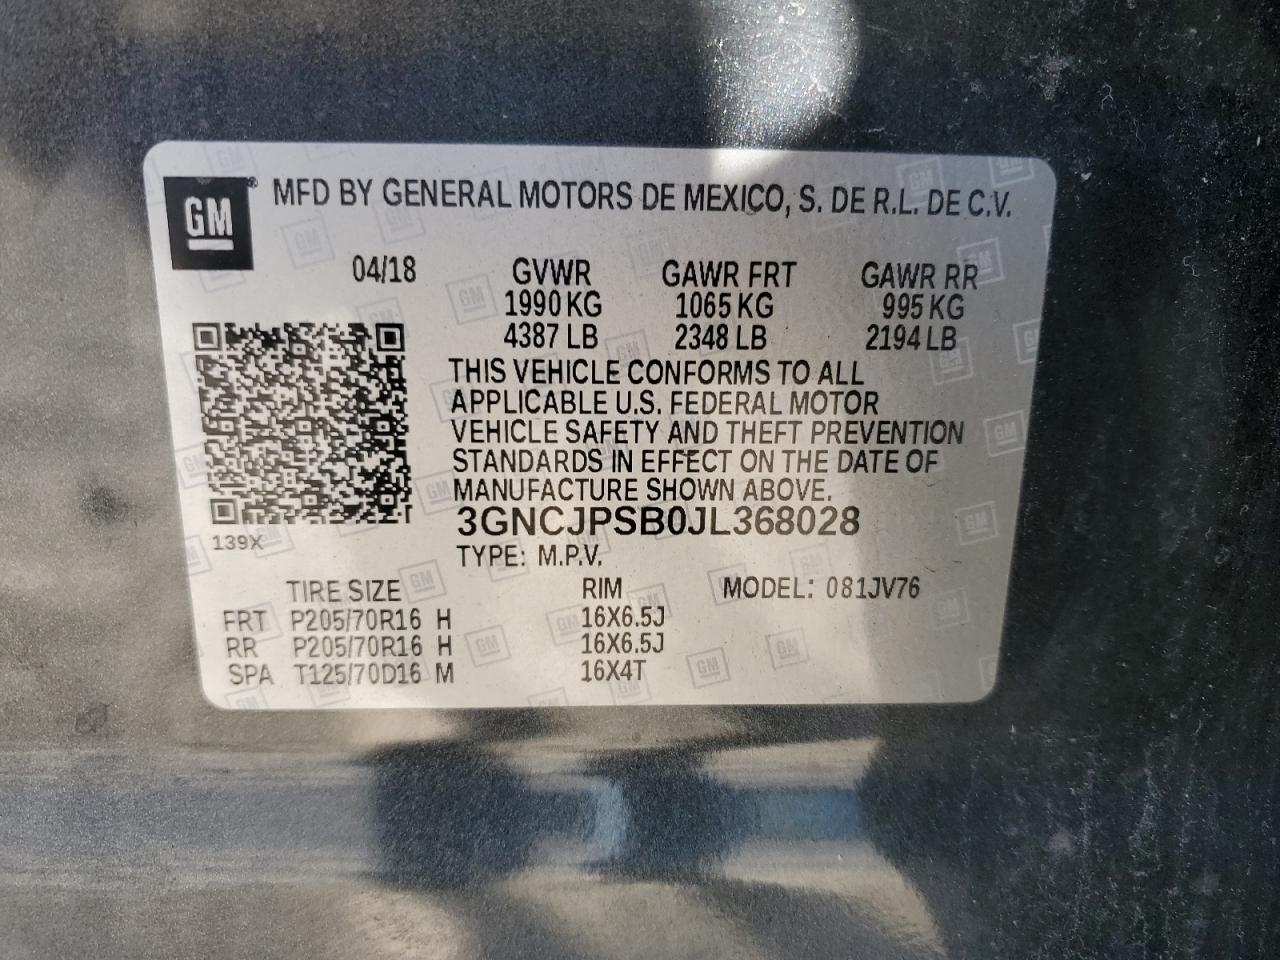 GM MFD BY GENERAL MOTORS DE MEXICO, S. DE R.L. DE C.V.
04/18 GVWR GAWR FRT GAWR RR
1990 KG 1065 KG 995 KG
4387 LB 2348 LB 2194 LB
THIS VEHICLE CONFORMS TO ALL
APPLICABLE U.S. FEDERAL MOTOR
VEHICLE SAFETY AND THEFT PREVENTION
STANDARDS IN EFFECT ON THE DATE OF
MANUFACTURE SHOWN ABOVE.
3GNCJPSB0JL368028
139X
TYPE: M.P.V.
TIRE SIZE RIM MODEL: 081JV76
FRT P205/70R16 H 16X6.5J
RR P205/70R16 H 16X6.5J
SPA T125/70D16 M 16X4T